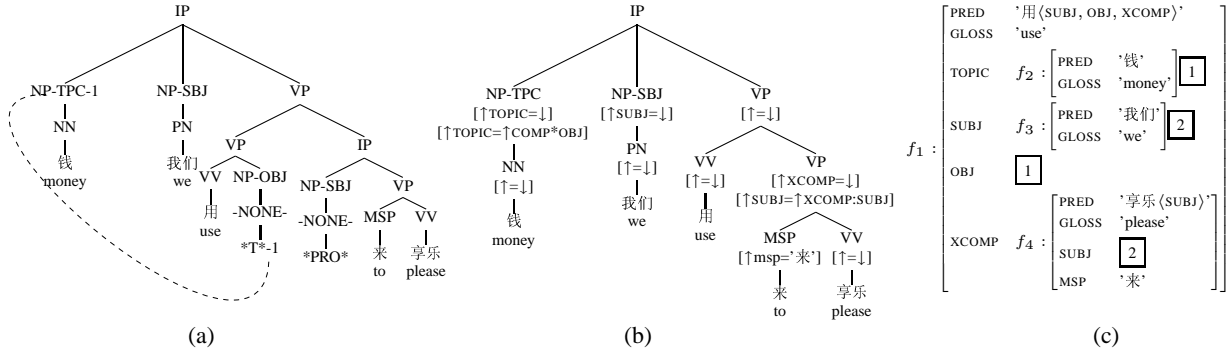 IP
NP-TPC-1 NP-SBJ VP
NN PN VP IP
钱 我们 VV NP-OBJ NP-SBJ VP
money we 用 -NONE- -NONE- MSP VV
use *T*-1 *PRO* 来 享乐
to please
(a)
IP
NP-TPC NP-SBJ VP
[↑TOPIC=↓] [↑SUBJ=↓] [↑=↓]
[↑TOPIC=↑COMP*OBJ] PN VV VP
NN [↑=↓] [↑=↓] [↑XCOMP=↓]
[↑=↓] 我们 用 [↑SUBJ=↑XCOMP:SUBJ]
钱 we use MSP VV
money [↑msp='来'] [↑=↓]
来 享乐
to please
(b)
PRED '用⟨SUBJ, OBJ, XCOMP⟩'
GLOSS 'use'
TOPIC f2 : PRED '钱' 1
GLOSS 'money'
SUBJ f3 : PRED '我们' 2
GLOSS 'we'
f1 :
OBJ 1
XCOMP f4 : PRED '享乐⟨SUBJ⟩'
GLOSS 'please'
SUBJ 2
MSP '来'
(c)